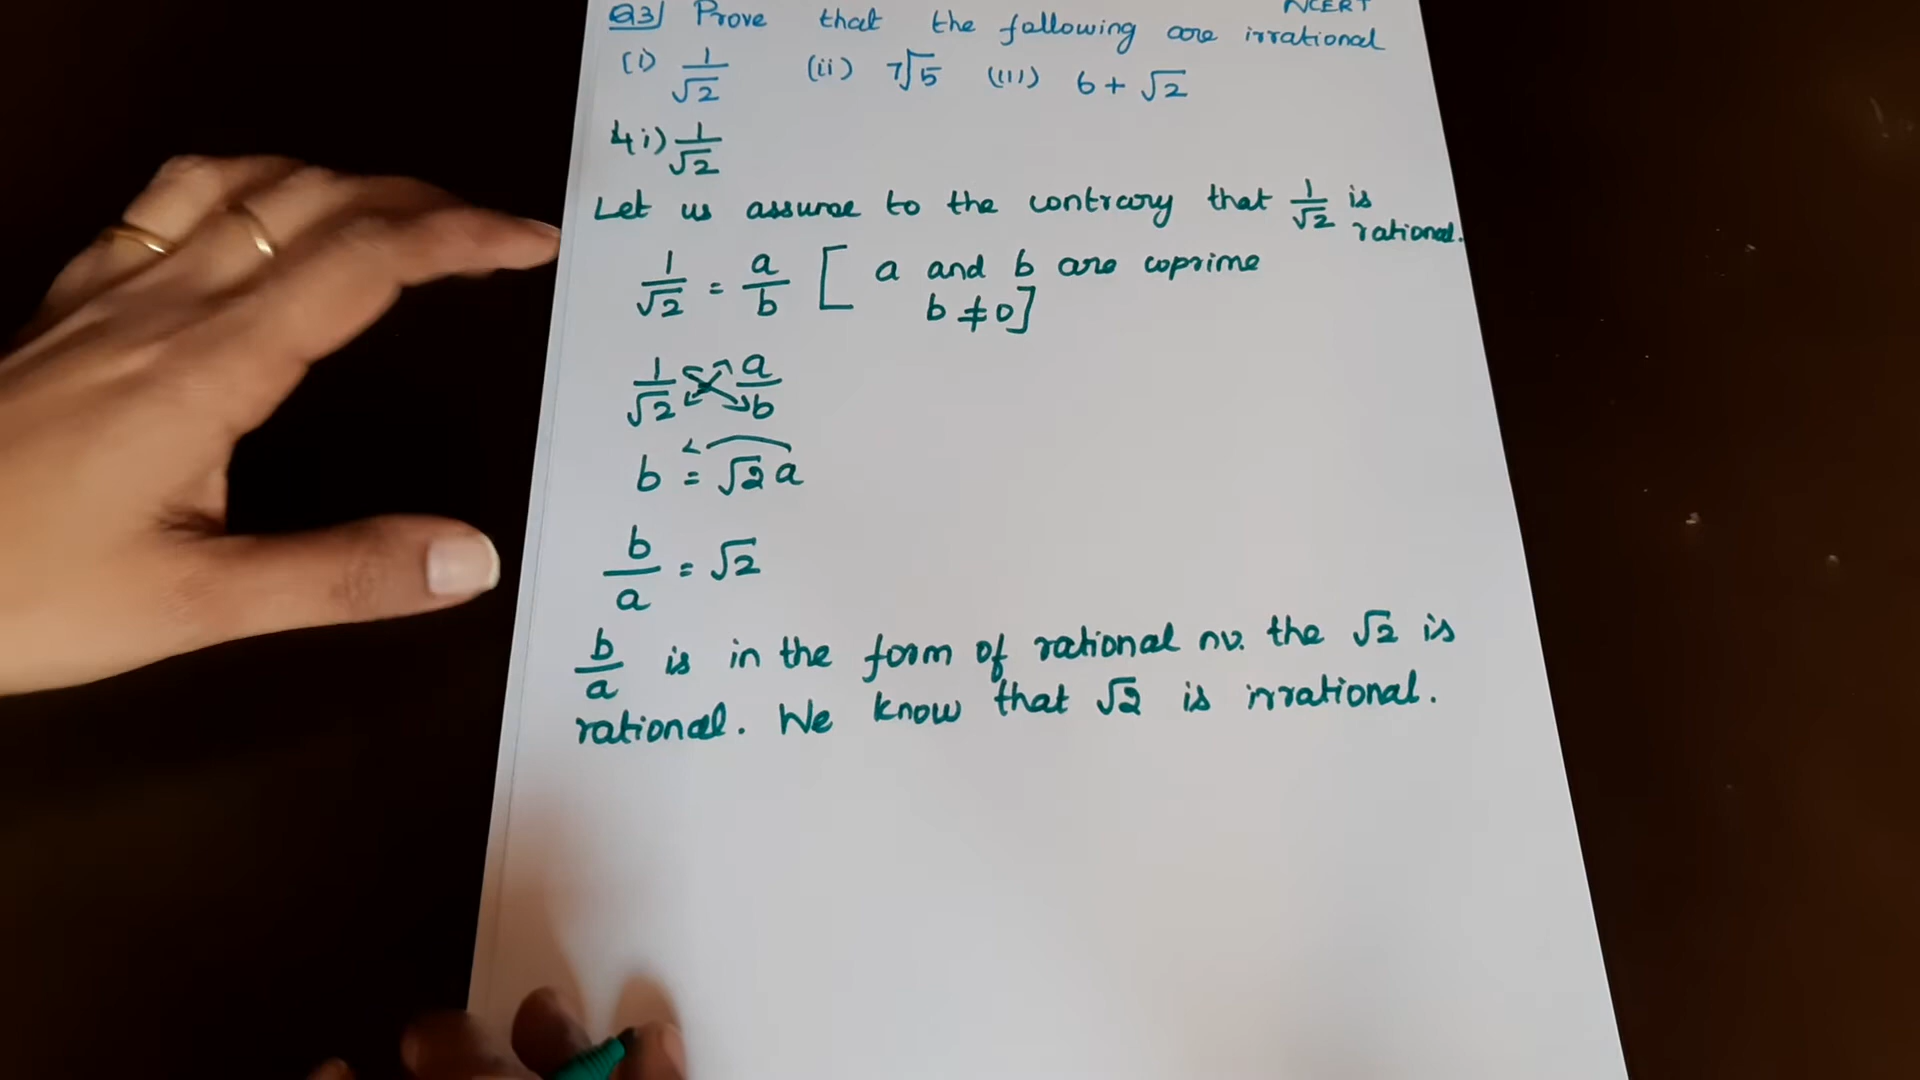 Q3) Prove that the following are irrational NCERT
(i) 1/√2 (ii) 7√5 (iii) 6 + √2
i) 1/√2
Let us assume to the contrary that 1/√2 is rational.
1/√2 = a/b [ a and b are coprime
b ≠ 0]
1/√2 a/b
b = √2 a
b/a = √2
b/a is in the form of rational no. the √2 is
rational. We know that √2 is irrational.